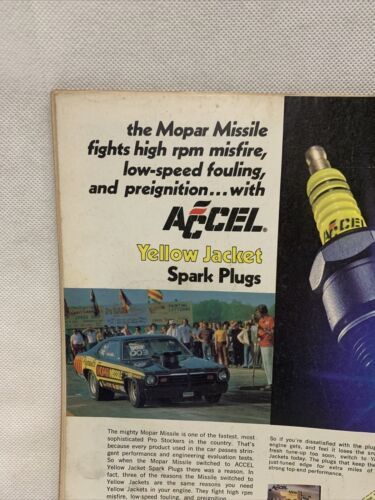 the Mopar Missile
fights high rpm misfire,
low-speed fouling,
and preignition...with
ACCEL®
Yellow Jacket
Spark Plugs
ACCEL
MOPAR MISSILE
The mighty Mopar Missile is one of the fastest, most
sophisticated Pro Stockers in the country. That's
because every product used in the car passes strin-
gent performance and engineering evaluation tests.
So when the Mopar Missile switched to ACCEL
Yellow Jacket Spark Plugs there was a reason. In
fact, three of the reasons the Missile switched to
Yellow Jackets are the same reasons you need
Yellow Jackets in your engine. They fight high rpm
misfire, low-speed fouling, and preignition.
So if you're dissatisfied with the plug
engine gets, and feel it loses the snap
fresh tune-up too soon, switch to Y
Jackets today. The plugs that keep the
just-tuned edge for extra miles of
strong top-end performance.